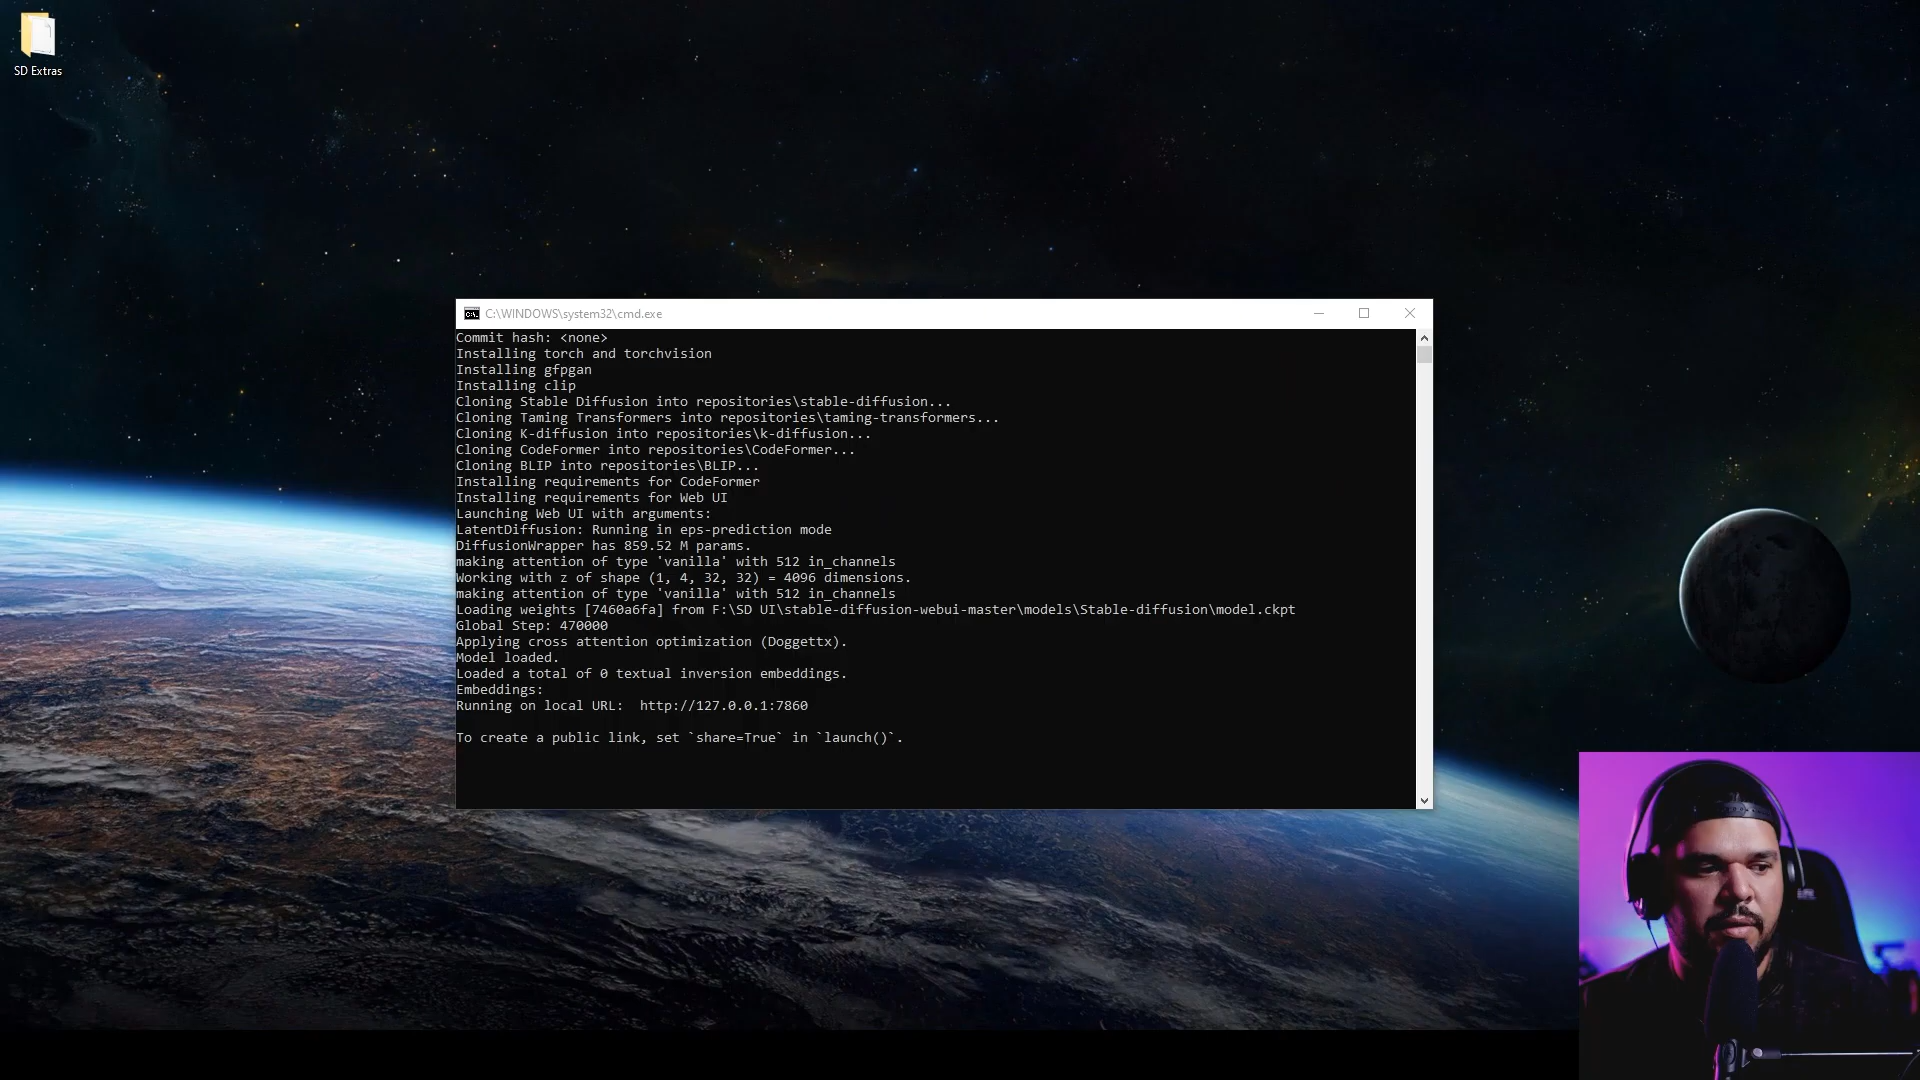 SD Extras
C:\WINDOWS\system32\cmd.exe
Commit hash: <none>
Installing torch and torchvision
Installing gfpgan
Installing clip
Cloning Stable Diffusion into repositories\stable-diffusion...
Cloning Taming Transformers into repositories\taming-transformers...
Cloning K-diffusion into repositories\k-diffusion...
Cloning CodeFormer into repositories\CodeFormer...
Cloning BLIP into repositories\BLIP...
Installing requirements for CodeFormer
Installing requirements for Web UI
Launching Web UI with arguments:
LatentDiffusion: Running in eps-prediction mode
DiffusionWrapper has 859.52 M params.
making attention of type 'vanilla' with 512 in_channels
Working with z of shape (1, 4, 32, 32) = 4096 dimensions.
making attention of type 'vanilla' with 512 in_channels
Loading weights [7460a6fa] from F:\SD UI\stable-diffusion-webui-master\models\Stable-diffusion\model.ckpt
Global Step: 470000
Applying cross attention optimization (Doggettx).
Model loaded.
Loaded a total of 0 textual inversion embeddings.
Embeddings:
Running on local URL:  http://127.0.0.1:7860
To create a public link, set `share=True` in `launch()`.